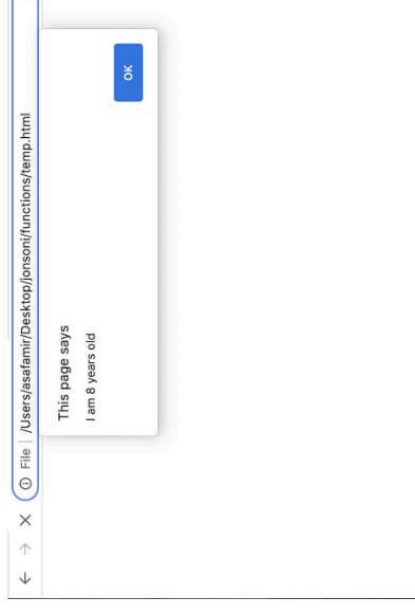 File /Users/asafamir/Desktop/jonsoni/functions/temp.html
This page says
I am 8 years old
OK